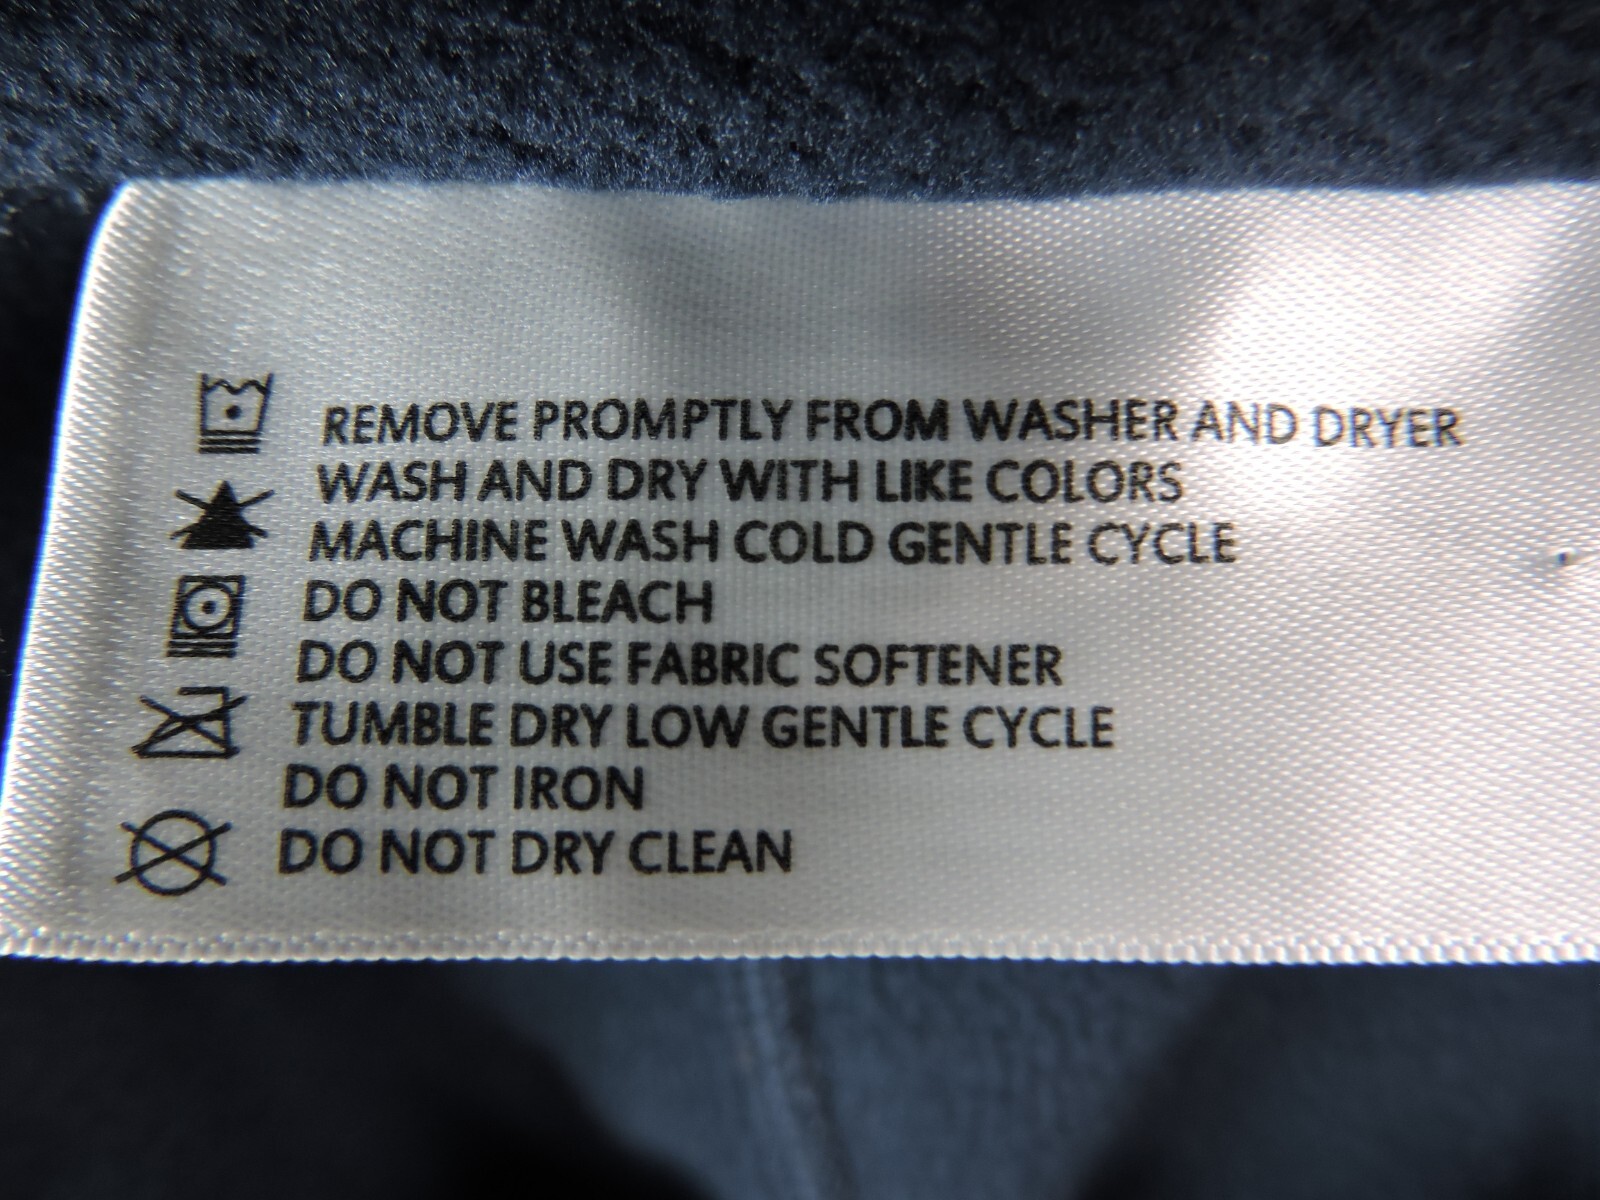 REMOVE PROMPTLY FROM WASHER AND DRYER
WASH AND DRY WITH LIKE COLORS
MACHINE WASH COLD GENTLE CYCLE
DO NOT BLEACH
DO NOT USE FABRIC SOFTENER
TUMBLE DRY LOW GENTLE CYCLE
DO NOT IRON
DO NOT DRY CLEAN